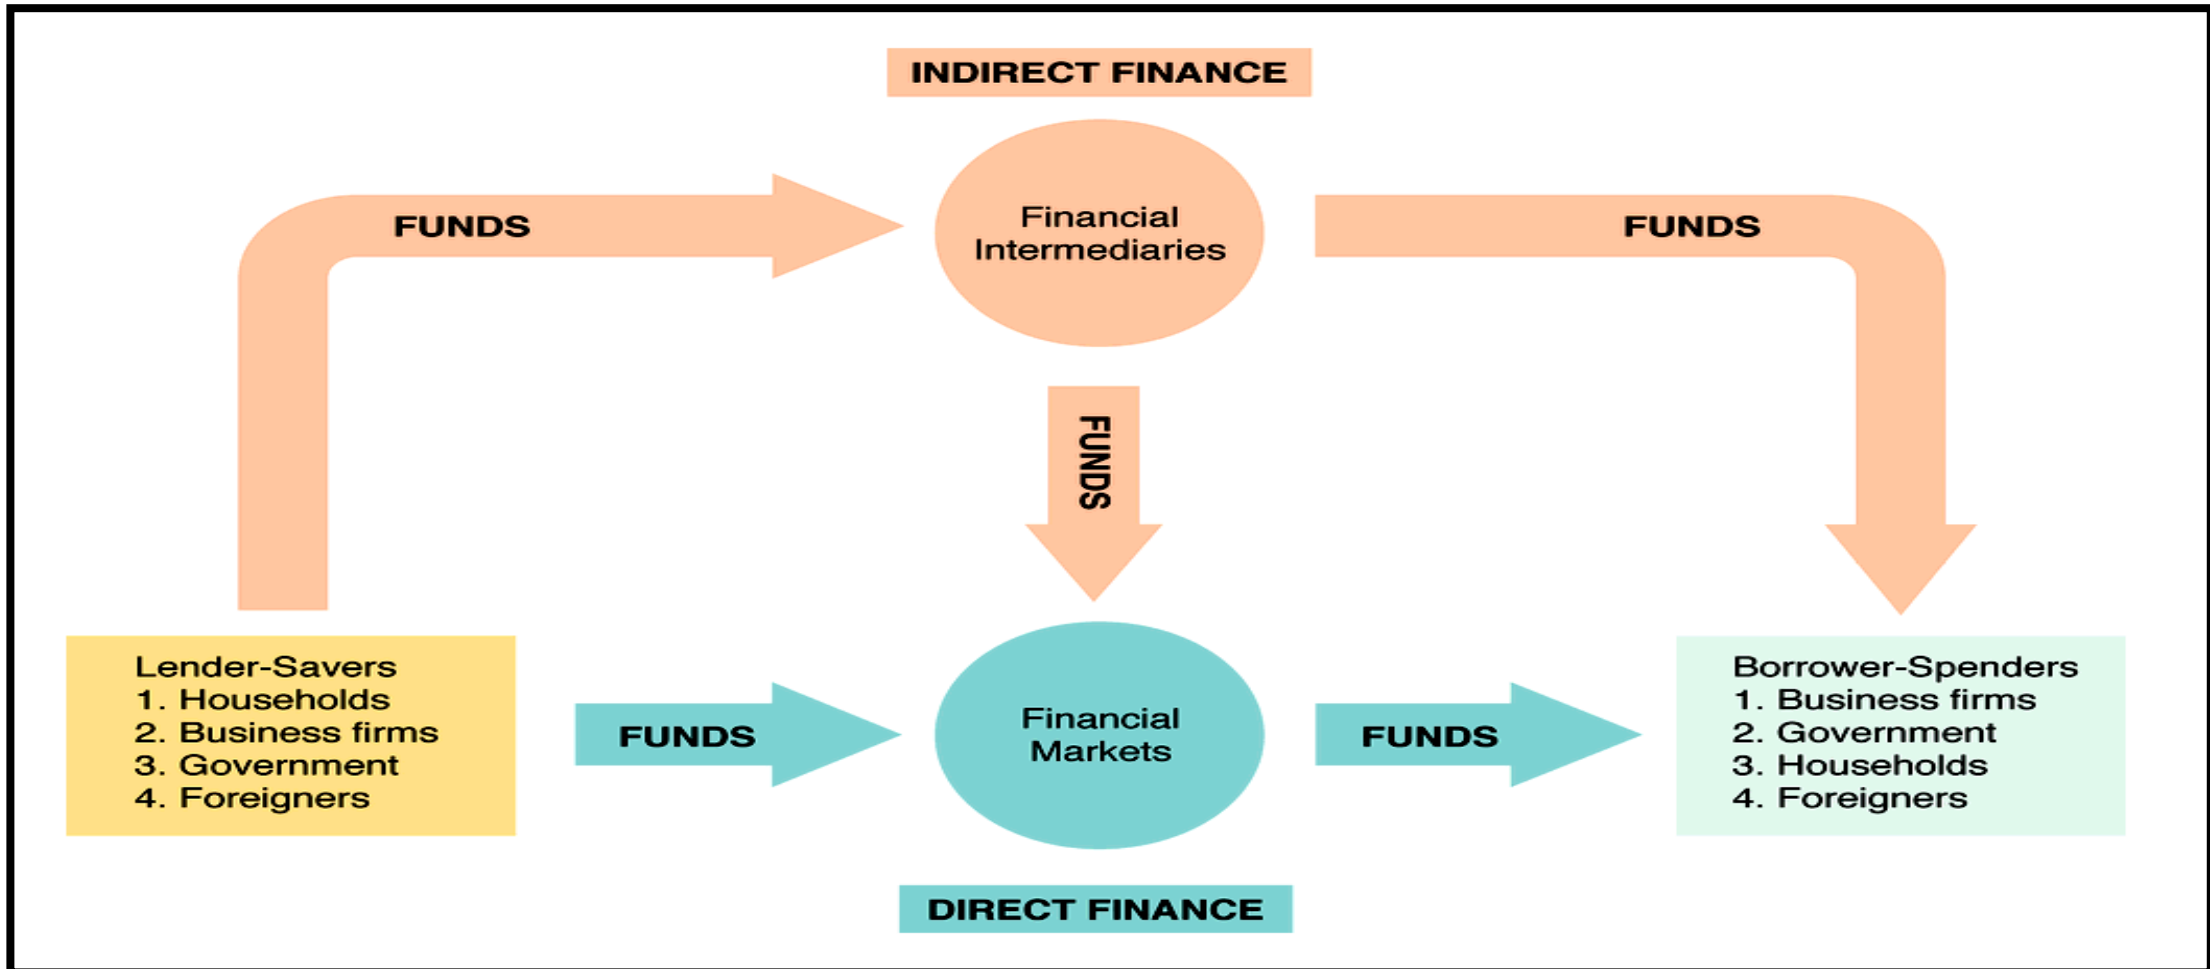 INDIRECT FINANCE
FUNDS
Financial
Intermediaries
FUNDS
FUNDS
Lender-Savers
1. Households
2. Business firms
3. Government
4. Foreigners
FUNDS
Financial
Markets
FUNDS
Borrower-Spenders
1. Business firms
2. Government
3. Households
4. Foreigners
DIRECT FINANCE